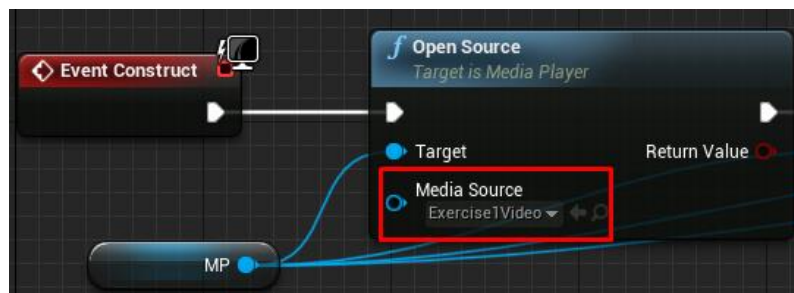 Event Construct
f Open Source
Target is Media Player
Target
Return Value
Media Source
Exercise1Video
MP